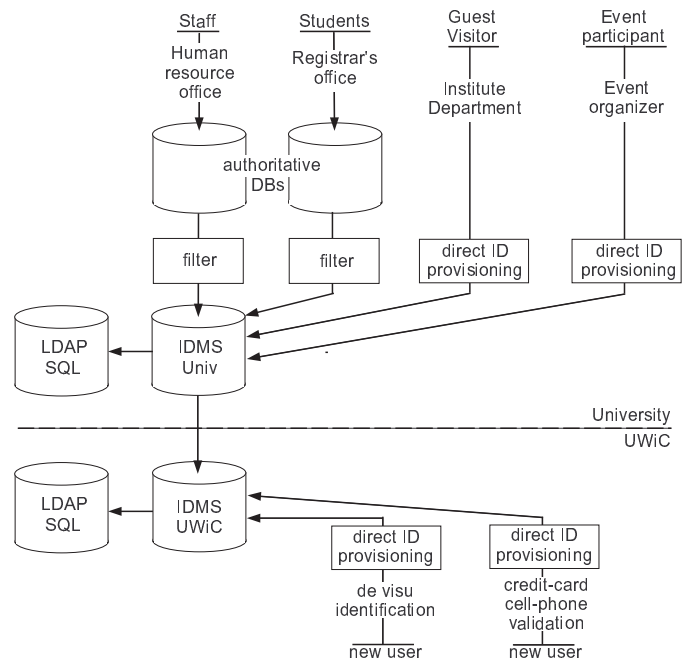 Staff
Students
Guest
Visitor
Event
participant
Human
resource
office
Registrar's
office
Institute
Department
Event
organizer
authoritative
DBs
filter
filter
direct ID
provisioning
direct ID
provisioning
LDAP
SQL
IDMS
Univ
University
UWiC
LDAP
SQL
IDMS
UWiC
direct ID
provisioning
direct ID
provisioning
de visu
identification
credit-card
cell-phone
validation
new user
new user